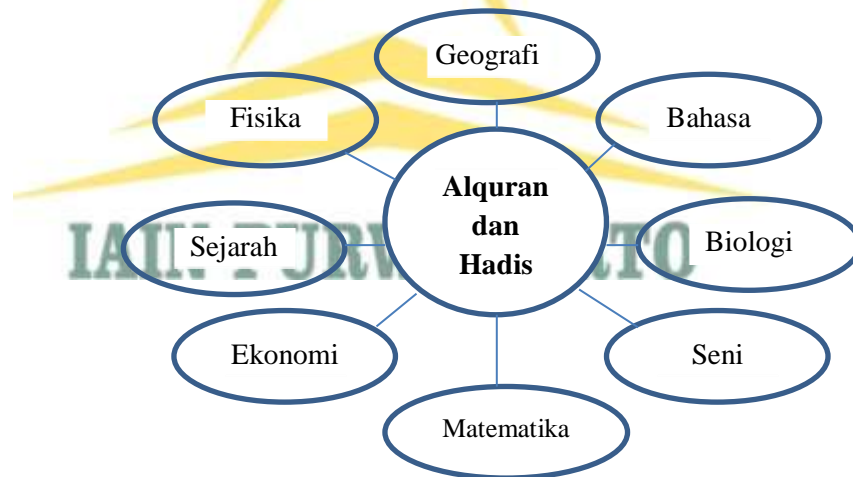 Geografi
Fisika
Bahasa
Alquran
dan
Hadis
Sejarah
Biologi
Ekonomi
Seni
Matematika